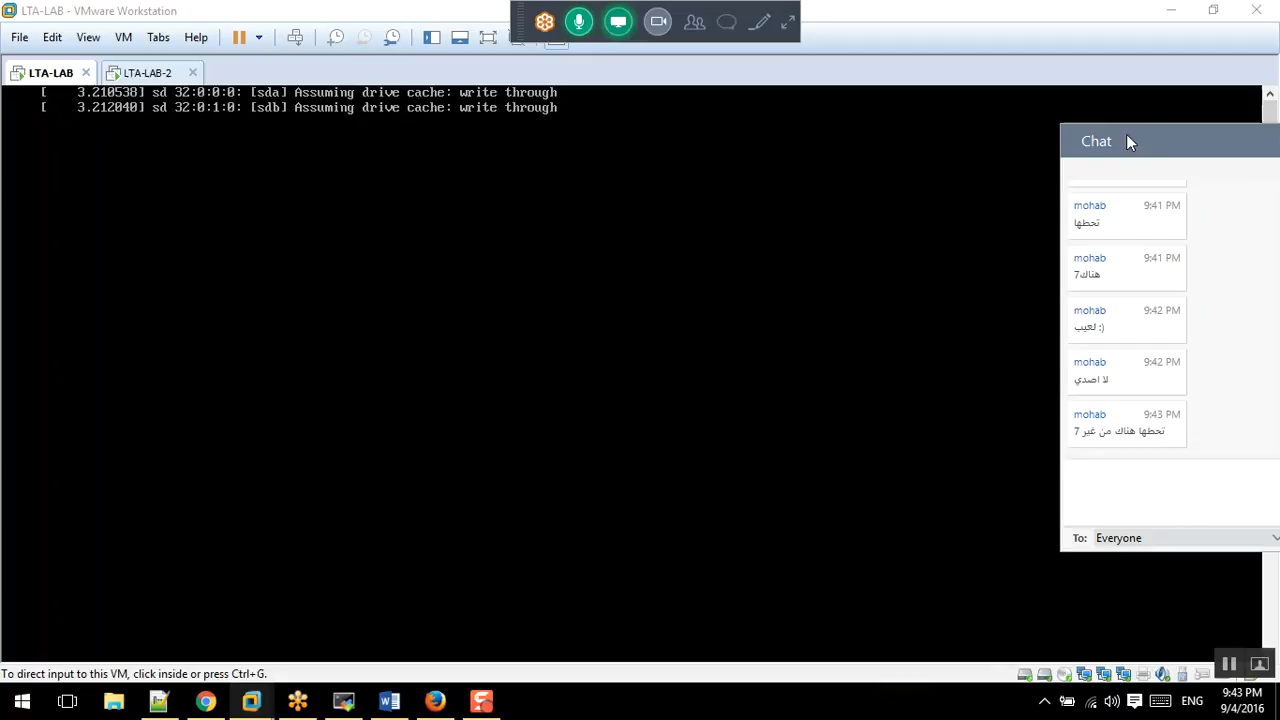 LTA-LAB - VMware Workstation
File Edit View VM Tabs Help
LTA-LAB
LTA-LAB-2
[ 3.210538] sd 32:0:0:0: [sda] Assuming drive cache: write through
[ 3.212040] sd 32:0:1:0: [sdb] Assuming drive cache: write through
Chat
mohab 9:41 PM
تحطها
mohab 9:41 PM
هناك7
mohab 9:42 PM
لعيب :)
mohab 9:42 PM
لا اصدي
mohab 9:43 PM
تحطها هناك من غير 7
To: Everyone
To direct input to this VM, click inside or press Ctrl+G.
ENG
9:43 PM
9/4/2016